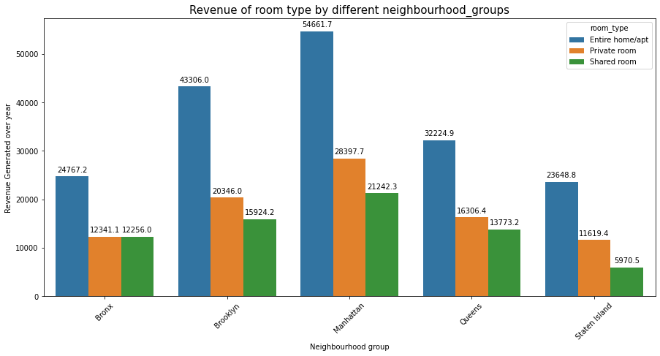 Revenue of room type by different neighbourhood_groups
room_type
Entire home/apt
Private room
Shared room
Revenue Generated over year
50000
40000
30000
20000
10000
0
24767.2
12341.1
12256.0
43306.0
20346.0
15924.2
54661.7
28397.7
21242.3
32224.9
16306.4
13773.2
23648.8
11619.4
5970.5
Bronx
Brooklyn
Manhattan
Queens
Staten Island
Neighbourhood group